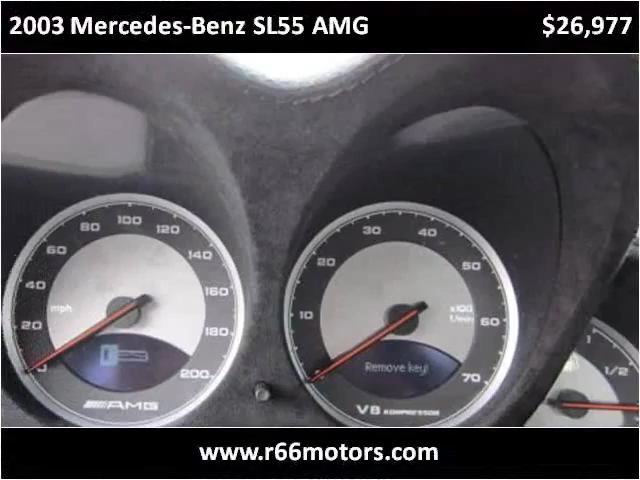 2003 Mercedes-Benz SL55 AMG $26,977
0 20 40 60 80 100 120 140 160 180 200
mph
AMG
10 20 30 40 50 60 70
x100
1/min
Remove key!
V8 KOMPRESSOR
1/2 1
www.r66motors.com